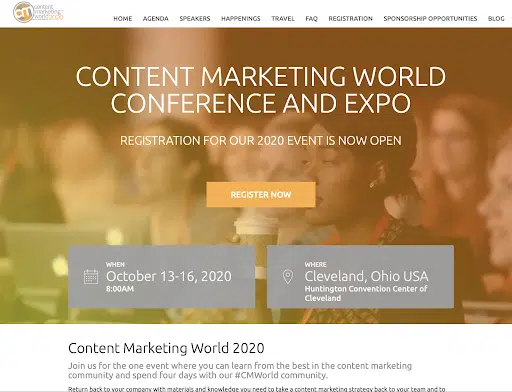 content
marketing
world2020
HOME AGENDA SPEAKERS HAPPENINGS TRAVEL FAQ REGISTRATION SPONSORSHIP OPPORTUNITIES BLOG
CONTENT MARKETING WORLD
CONFERENCE AND EXPO
REGISTRATION FOR OUR 2020 EVENT IS NOW OPEN
REGISTER NOW
WHEN
October 13-16, 2020
8:00AM
WHERE
Cleveland, Ohio USA
Huntington Convention Center of
Cleveland
Content Marketing World 2020
Join us for the one event where you can learn from the best in the content
marketing and spend four days with our #CMWorld community.
Return back to your company with materials and knowledge you need to take a content marketing strategy back to your team and to